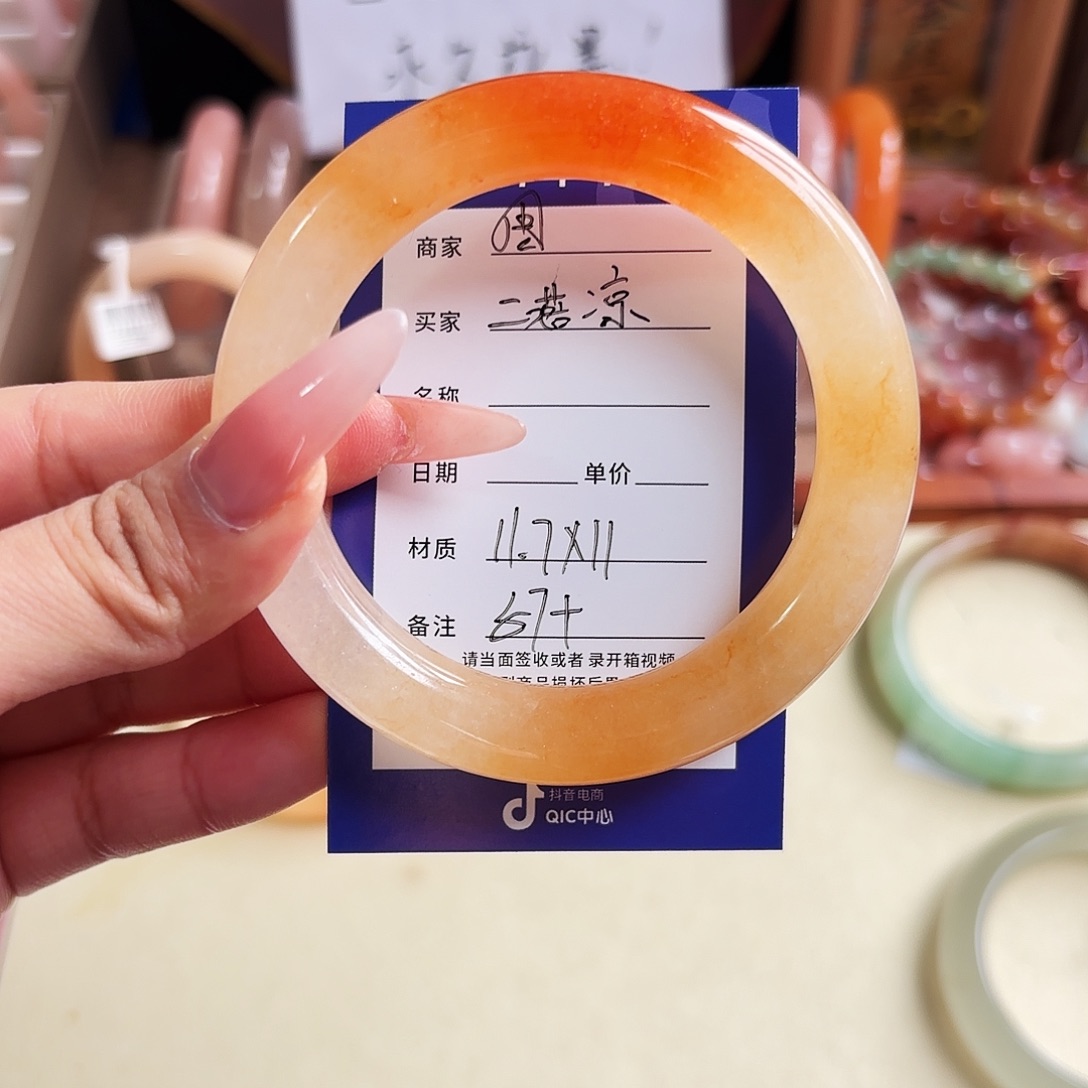 商家
买家 二若凉
名称
日期 单价
材质 11.7X11
备注 57+
请当面签收或者录开箱视频
抖音电商
QIC中心